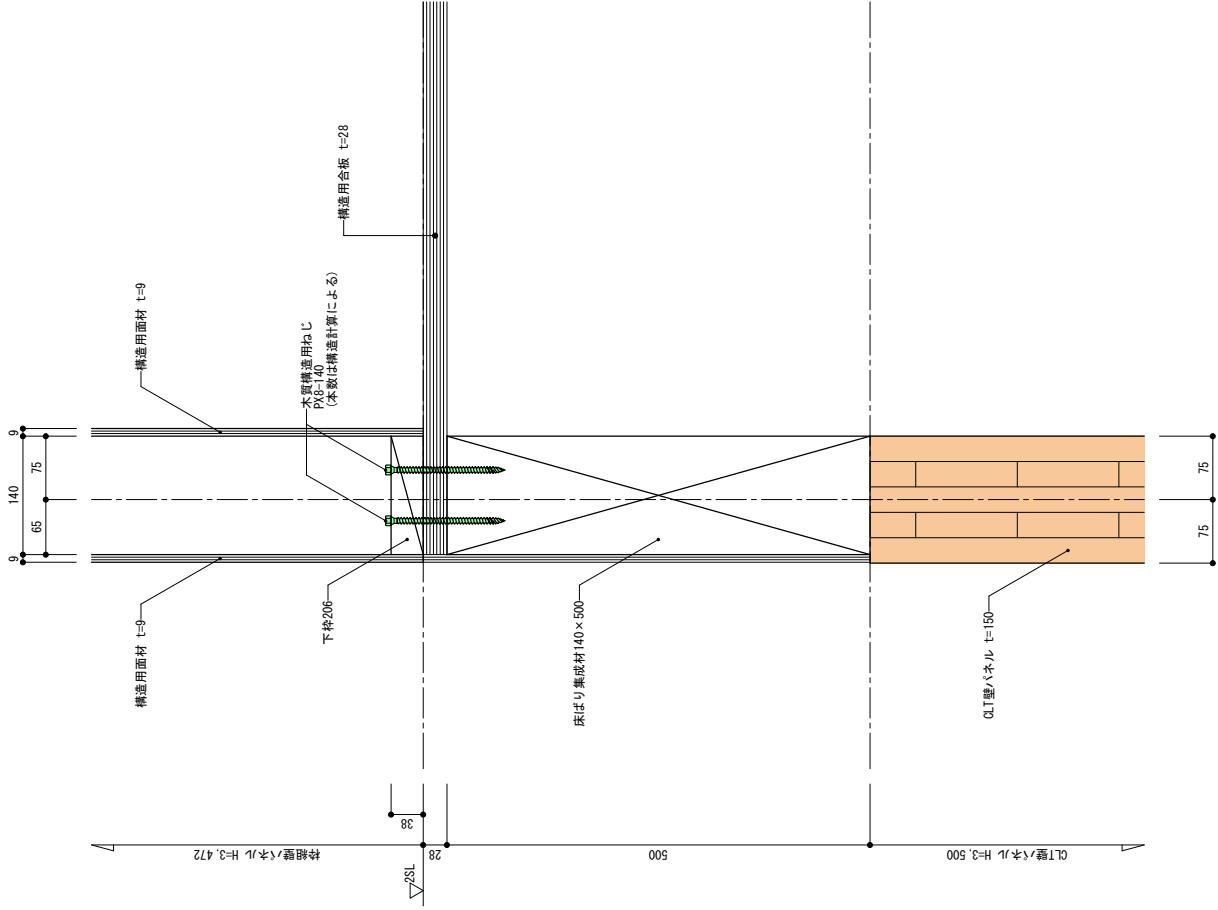 9
140
9
65
75
構造用面材 t=9
構造用合板 t=28
木質構造用ねじ
PX8-140
(本数は構造計算による)
構造用面材 t=9
下枠206
床ばり集成材140×500
CLT壁パネル t=150
75
75
38
枠組壁パネル H=3,472
28
500
CLT壁パネル H=3,500
2SL